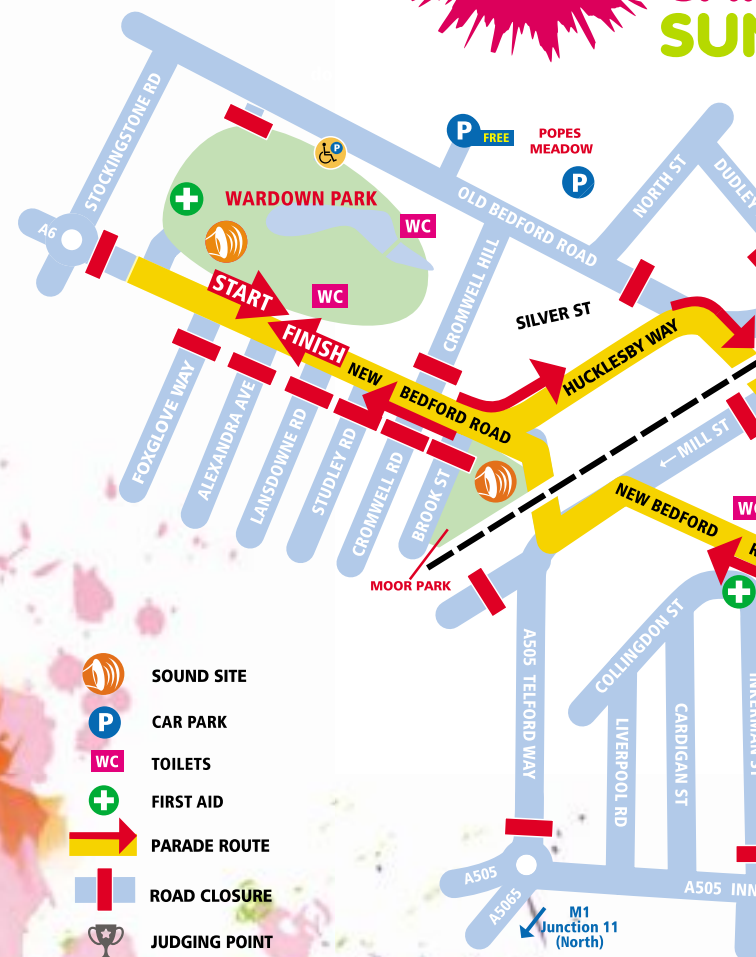 SUN
STOCKINGSTONE RD
A6
P
FREE
POPES
MEADOW
P
P
WARDOWN PARK
WC
WC
OLD BEDFORD ROAD
NORTH ST
DUDLEY
CROMWELL HILL
SILVER ST
START
FINISH
NEW BEDFORD ROAD
HUCKLESBY WAY
← MILL ST
FOXGLOVE WAY
ALEXANDRA AVE
LANSDOWNE RD
STUDLEY RD
CROMWELL RD
BROOK ST
MOOR PARK
NEW BEDFORD R
WC
A505 TELFORD WAY
COLLINGDON ST
LIVERPOOL RD
CARDIGAN ST
INKERMAN ST
A505
A5065
A505 INN
M1
Junction 11
(North)
SOUND SITE
P CAR PARK
WC TOILETS
FIRST AID
PARADE ROUTE
ROAD CLOSURE
JUDGING POINT